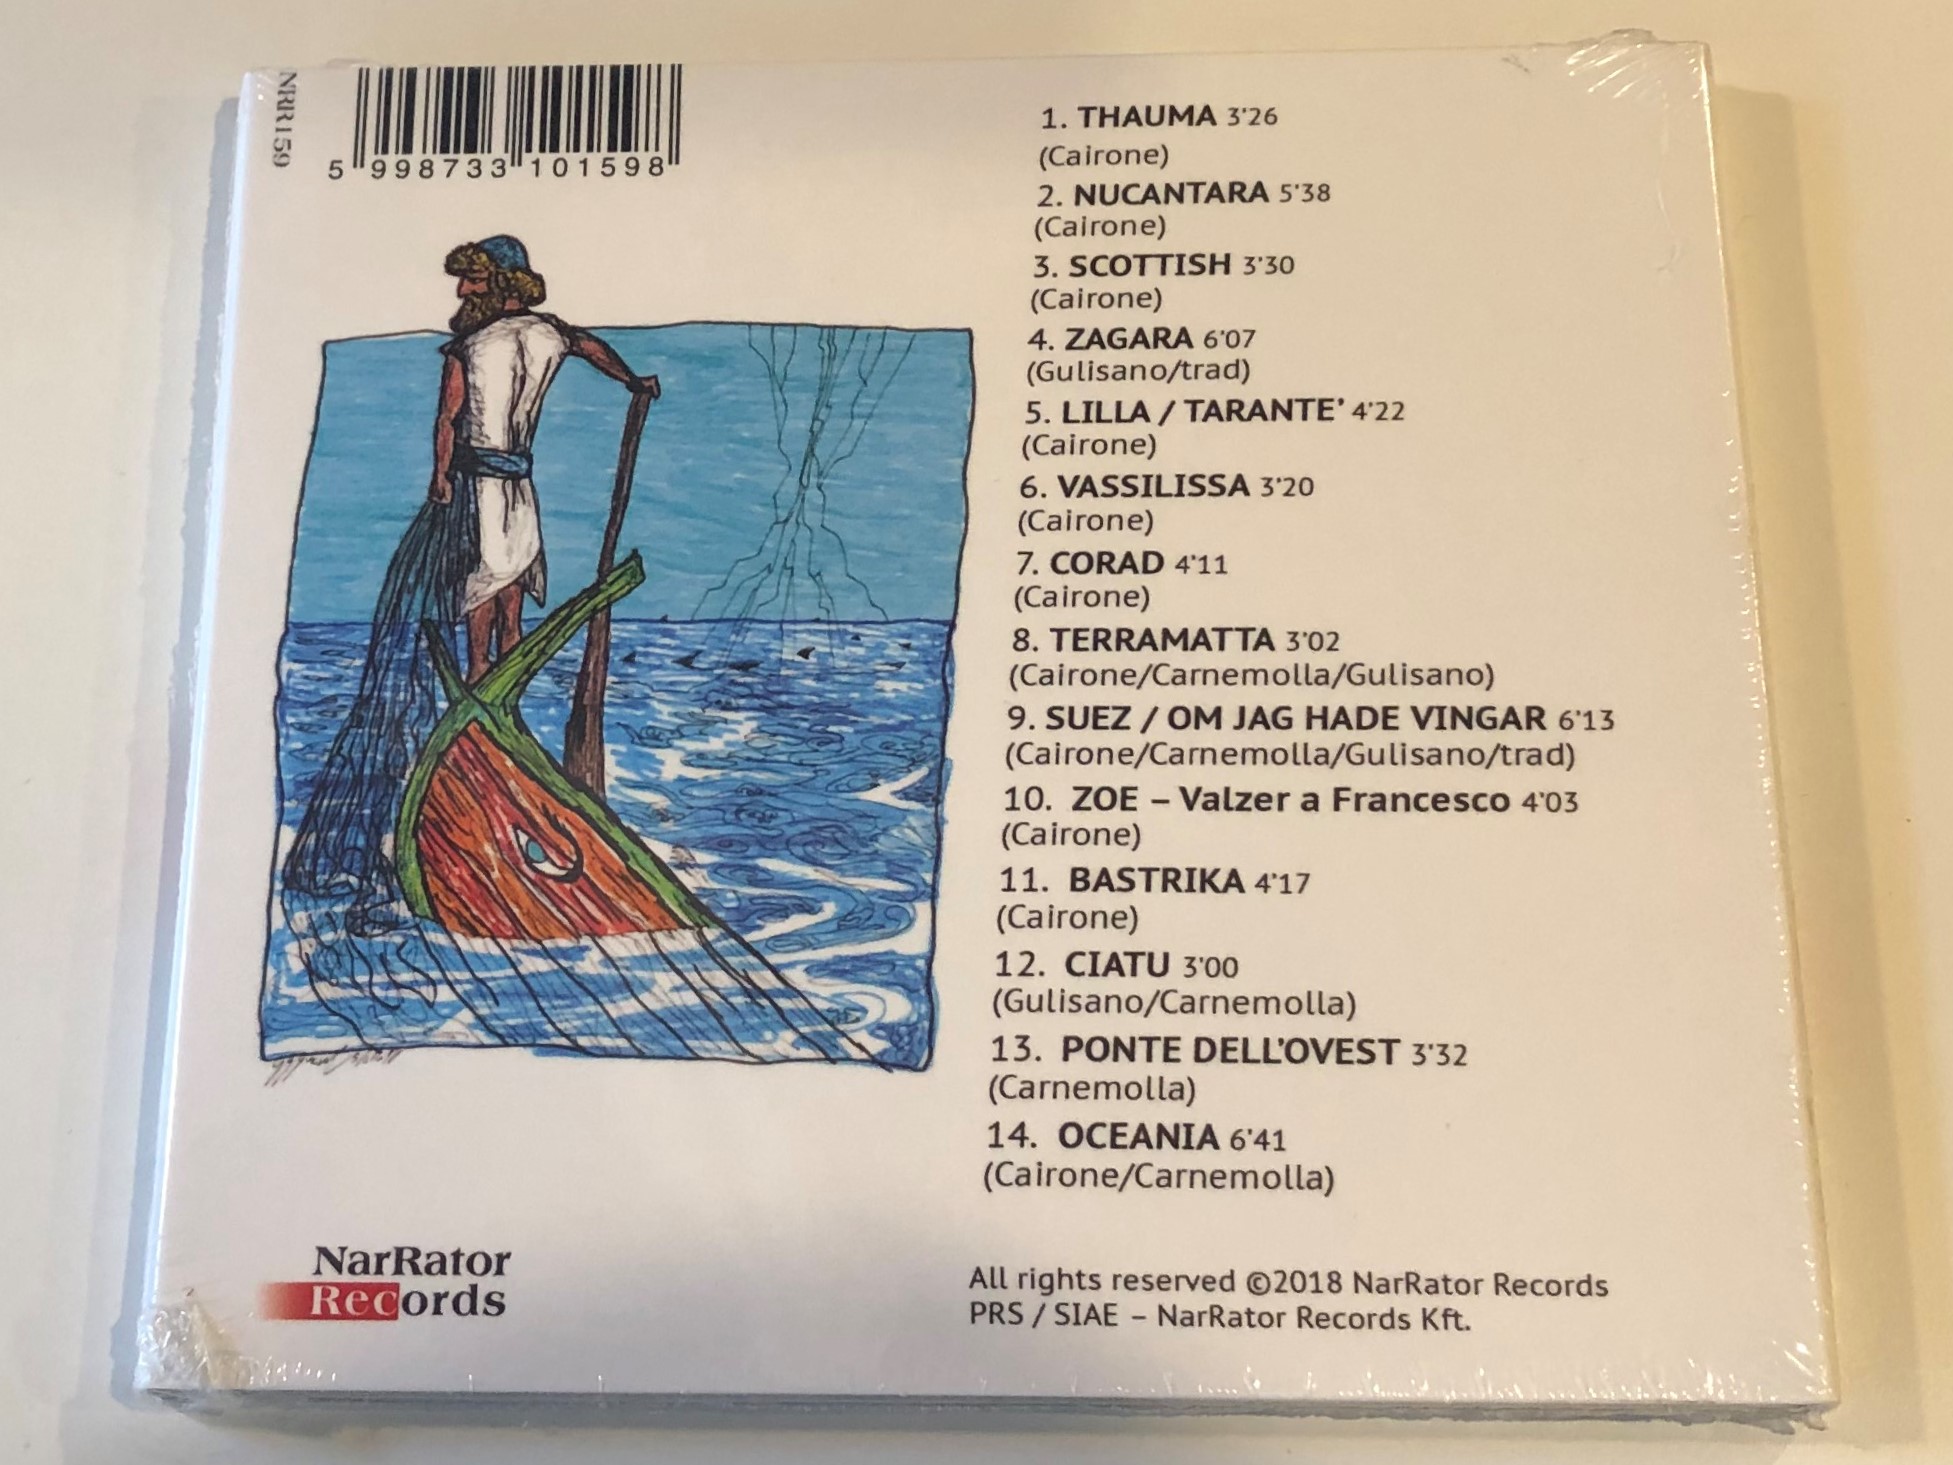 NRR159
5 998733 101598
1. THAUMA 3'26
(Cairone)
2. NUCANTARA 5'38
(Cairone)
3. SCOTTISH 3'30
(Cairone)
4. ZAGARA 6'07
(Gulisano/trad)
5. LILLA / TARANTE' 4'22
(Cairone)
6. VASSILISSA 3'20
(Cairone)
7. CORAD 4'11
(Cairone)
8. TERRAMATTA 3'02
(Cairone/Carnemolla/Gulisano)
9. SUEZ / OM JAG HADE VINGAR 6'13
(Cairone/Carnemolla/Gulisano/trad)
10. ZOE – Valzer a Francesco 4'03
(Cairone)
11. BASTRIKA 4'17
(Cairone)
12. CIATU 3'00
(Gulisano/Carnemolla)
13. PONTE DELL'OVEST 3'32
(Carnemolla)
14. OCEANIA 6'41
(Cairone/Carnemolla)
NarRator
Records
All rights reserved ©2018 NarRator Records
PRS / SIAE – NarRator Records Kft.